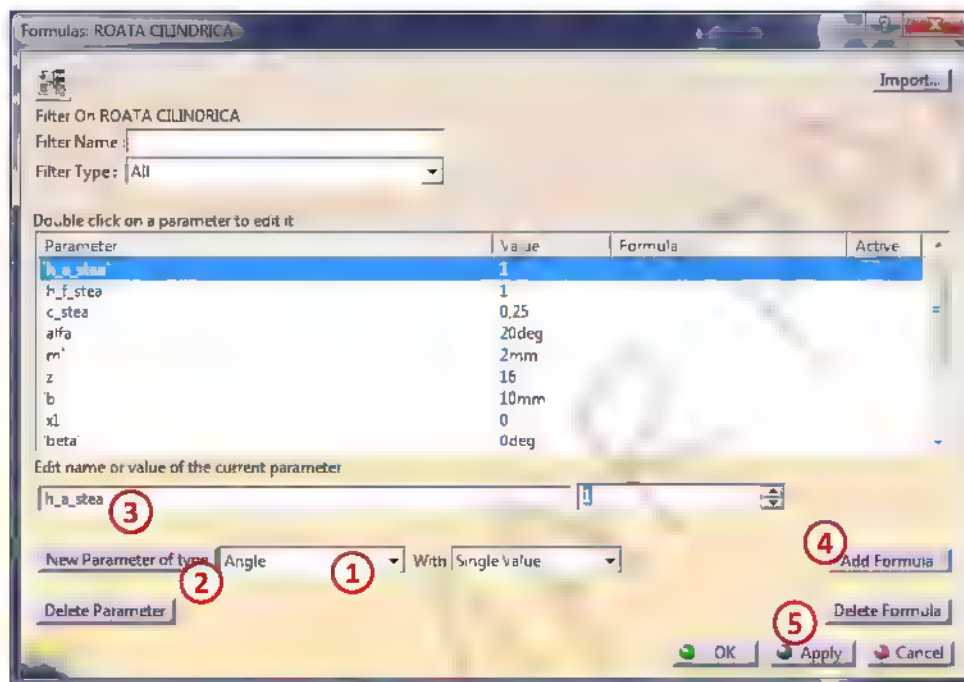 Formulas: ROATA CILINDRICA
Import...
Filter On ROATA CILINDRICA
Filter Name :
Filter Type : All
Double click on a parameter to edit it
Parameter Value Formula Active
`h_a_stea` 1
h_f_stea 1
c_stea 0,25
alfa 20deg
m` 2mm
z 16
`b 10mm
x1 0
`beta` 0deg
Edit name or value of the current parameter
h_a_stea 1
3
New Parameter of type Angle With Single Value Add Formula
2 1 4
Delete Parameter Delete Formula
5
OK Apply Cancel